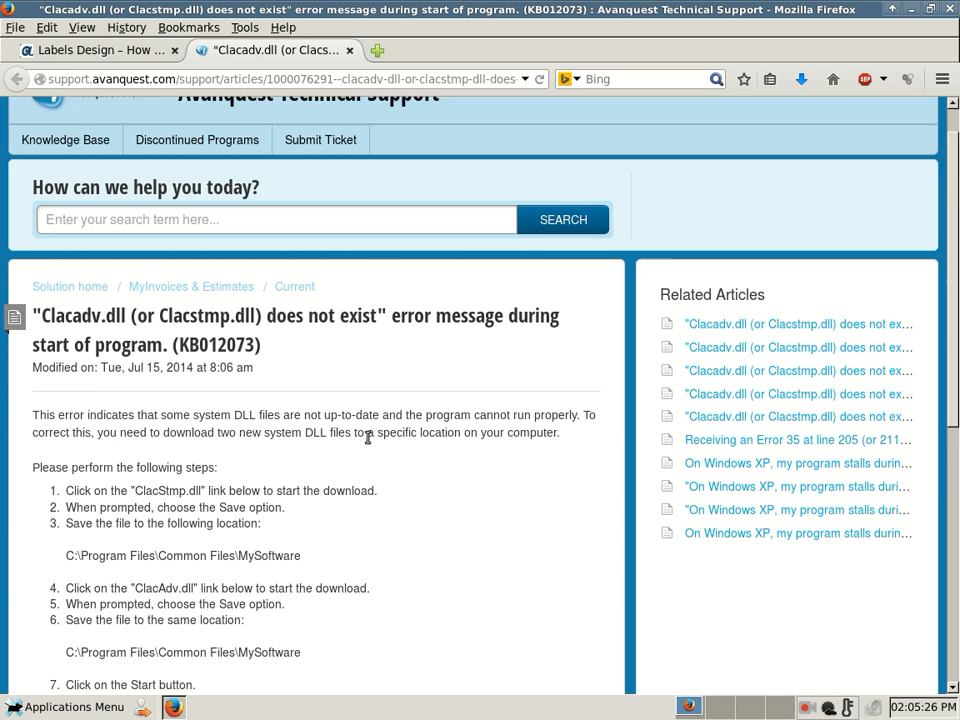 "Clacadv.dll (or Clacstmp.dll) does not exist" error message during start of program. (KB012073) : Avanquest Technical Support - Mozilla Firefox
File Edit View History Bookmarks Tools Help
Labels Design – How ...
"Clacadv.dll (or Clacs...
support.avanquest.com/support/articles/1000076291--clacadv-dll-or-clacstmp-dll-does-
Bing
ABP
Avanquest Technical Support
Knowledge Base
Discontinued Programs
Submit Ticket
How can we help you today?
Enter your search term here...
SEARCH
Solution home / MyInvoices & Estimates / Current
"Clacadv.dll (or Clacstmp.dll) does not exist" error message during
start of program. (KB012073)
Modified on: Tue, Jul 15, 2014 at 8:06 am
This error indicates that some system DLL files are not up-to-date and the program cannot run properly. To
correct this, you need to download two new system DLL files to a specific location on your computer.
Please perform the following steps:
1. Click on the "ClacStmp.dll" link below to start the download.
2. When prompted, choose the Save option.
3. Save the file to the following location:
C:\Program Files\Common Files\MySoftware
4. Click on the "ClacAdv.dll" link below to start the download.
5. When prompted, choose the Save option.
6. Save the file to the same location:
C:\Program Files\Common Files\MySoftware
7. Click on the Start button.
Related Articles
"Clacadv.dll (or Clacstmp.dll) does not ex...
"Clacadv.dll (or Clacstmp.dll) does not ex...
"Clacadv.dll (or Clacstmp.dll) does not ex...
"Clacadv.dll (or Clacstmp.dll) does not ex...
"Clacadv.dll (or Clacstmp.dll) does not ex...
Receiving an Error 35 at line 205 (or 211...
On Windows XP, my program stalls durin...
"On Windows XP, my program stalls duri...
"On Windows XP, my program stalls duri...
On Windows XP, my program stalls durin...
Applications Menu
02:05:26 PM